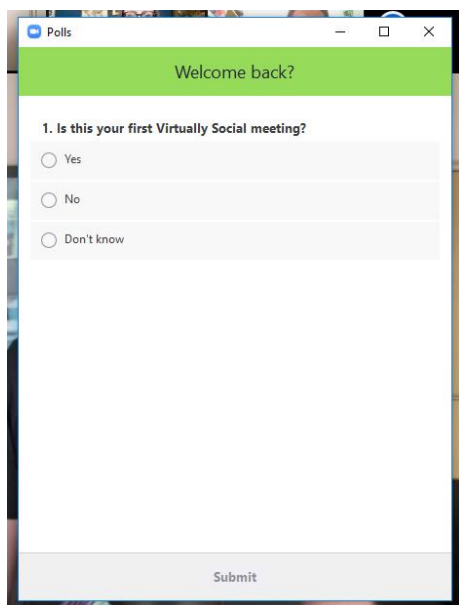 Polls
Welcome back?
1. Is this your first Virtually Social meeting?
Yes
No
Don't know
Submit